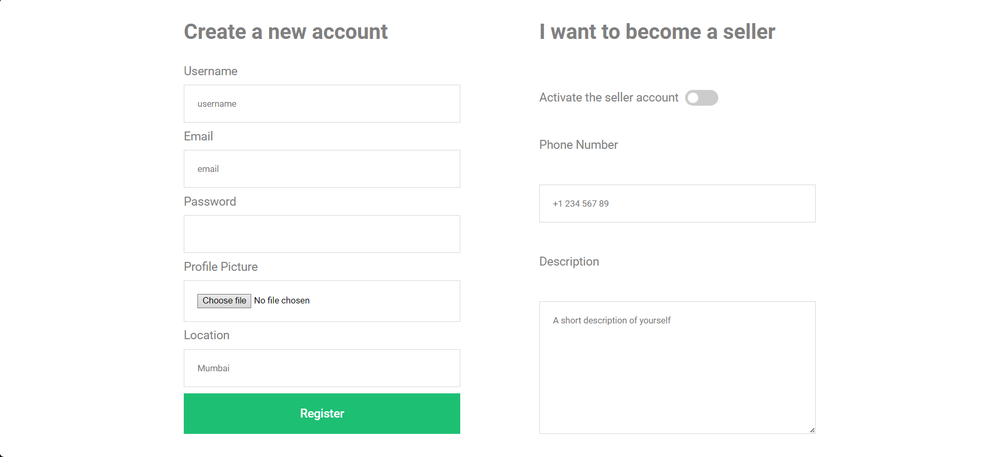 Create a new account
Username
username
Email
email
Password
Profile Picture
Choose file No file chosen
Location
Mumbai
Register
I want to become a seller
Activate the seller account
Phone Number
+1 234 567 89
Description
A short description of yourself